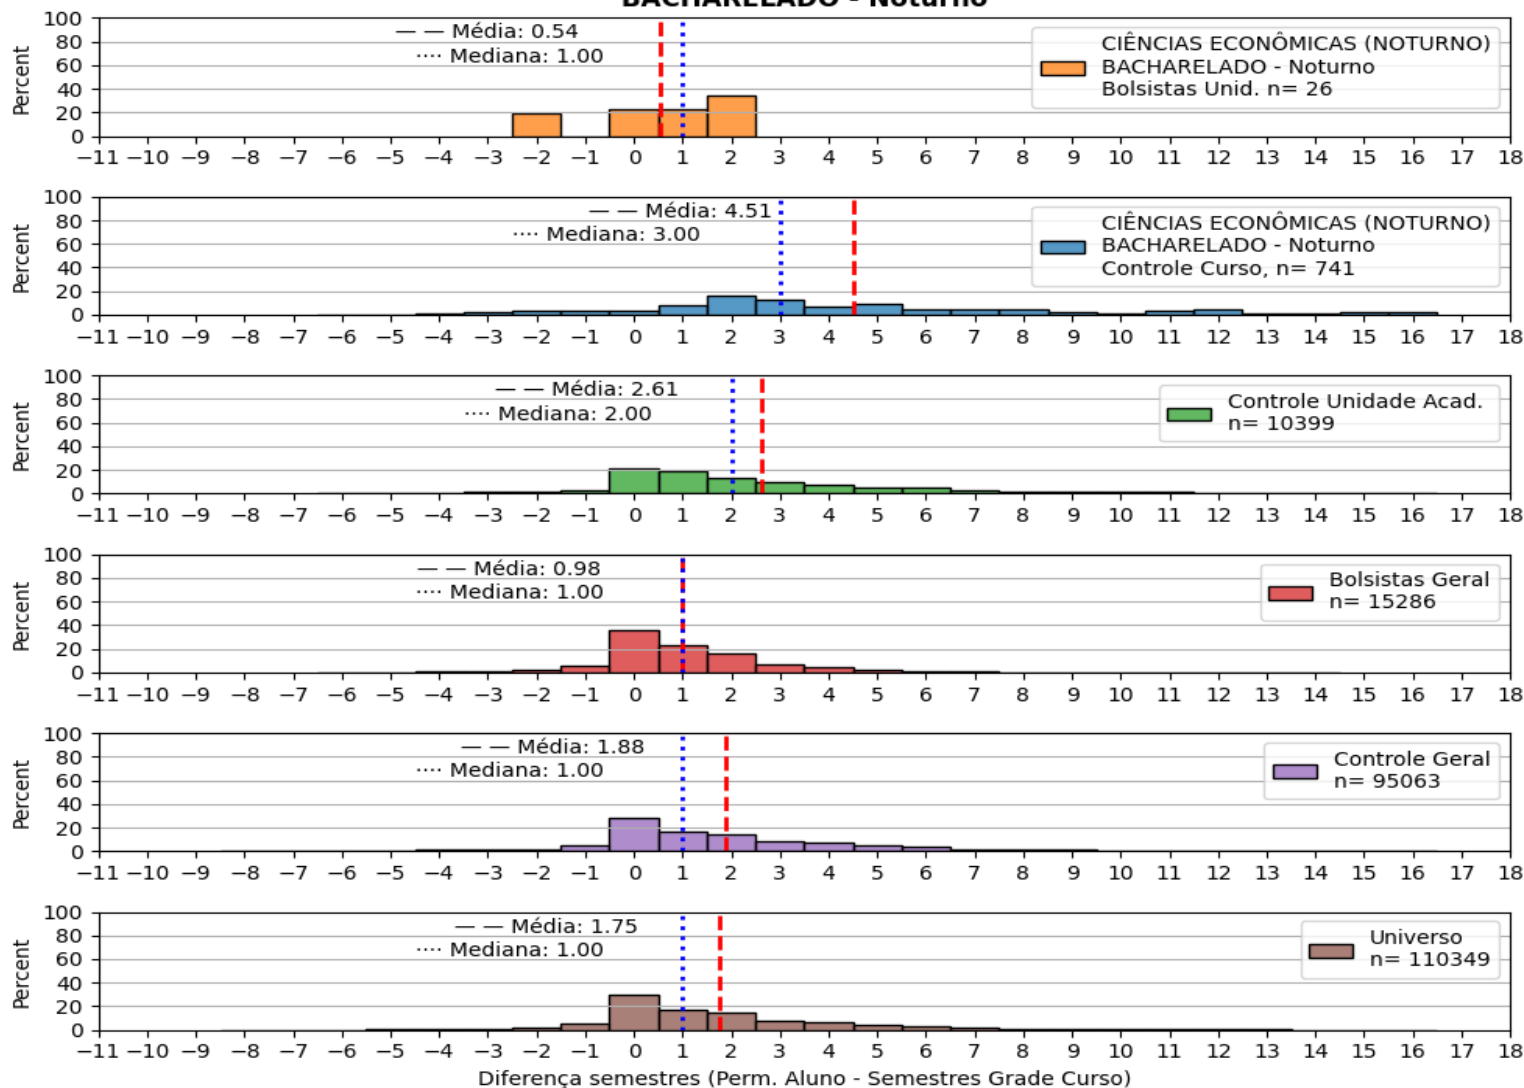 BACHARELADO - Noturno
— — Média: 0.54
···· Mediana: 1.00
CIÊNCIAS ECONÔMICAS (NOTURNO)
BACHARELADO - Noturno
Bolsistas Unid. n= 26
Percent
100
80
60
40
20
0
−11 −10 −9 −8 −7 −6 −5 −4 −3 −2 −1 0 1 2 3 4 5 6 7 8 9 10 11 12 13 14 15 16 17 18
— — Média: 4.51
···· Mediana: 3.00
CIÊNCIAS ECONÔMICAS (NOTURNO)
BACHARELADO - Noturno
Controle Curso, n= 741
Percent
100
80
60
40
20
0
−11 −10 −9 −8 −7 −6 −5 −4 −3 −2 −1 0 1 2 3 4 5 6 7 8 9 10 11 12 13 14 15 16 17 18
— — Média: 2.61
···· Mediana: 2.00
Controle Unidade Acad.
n= 10399
Percent
100
80
60
40
20
0
−11 −10 −9 −8 −7 −6 −5 −4 −3 −2 −1 0 1 2 3 4 5 6 7 8 9 10 11 12 13 14 15 16 17 18
— — Média: 0.98
···· Mediana: 1.00
Bolsistas Geral
n= 15286
Percent
100
80
60
40
20
0
−11 −10 −9 −8 −7 −6 −5 −4 −3 −2 −1 0 1 2 3 4 5 6 7 8 9 10 11 12 13 14 15 16 17 18
— — Média: 1.88
···· Mediana: 1.00
Controle Geral
n= 95063
Percent
100
80
60
40
20
0
−11 −10 −9 −8 −7 −6 −5 −4 −3 −2 −1 0 1 2 3 4 5 6 7 8 9 10 11 12 13 14 15 16 17 18
— — Média: 1.75
···· Mediana: 1.00
Universo
n= 110349
Percent
100
80
60
40
20
0
−11 −10 −9 −8 −7 −6 −5 −4 −3 −2 −1 0 1 2 3 4 5 6 7 8 9 10 11 12 13 14 15 16 17 18
Diferença semestres (Perm. Aluno - Semestres Grade Curso)